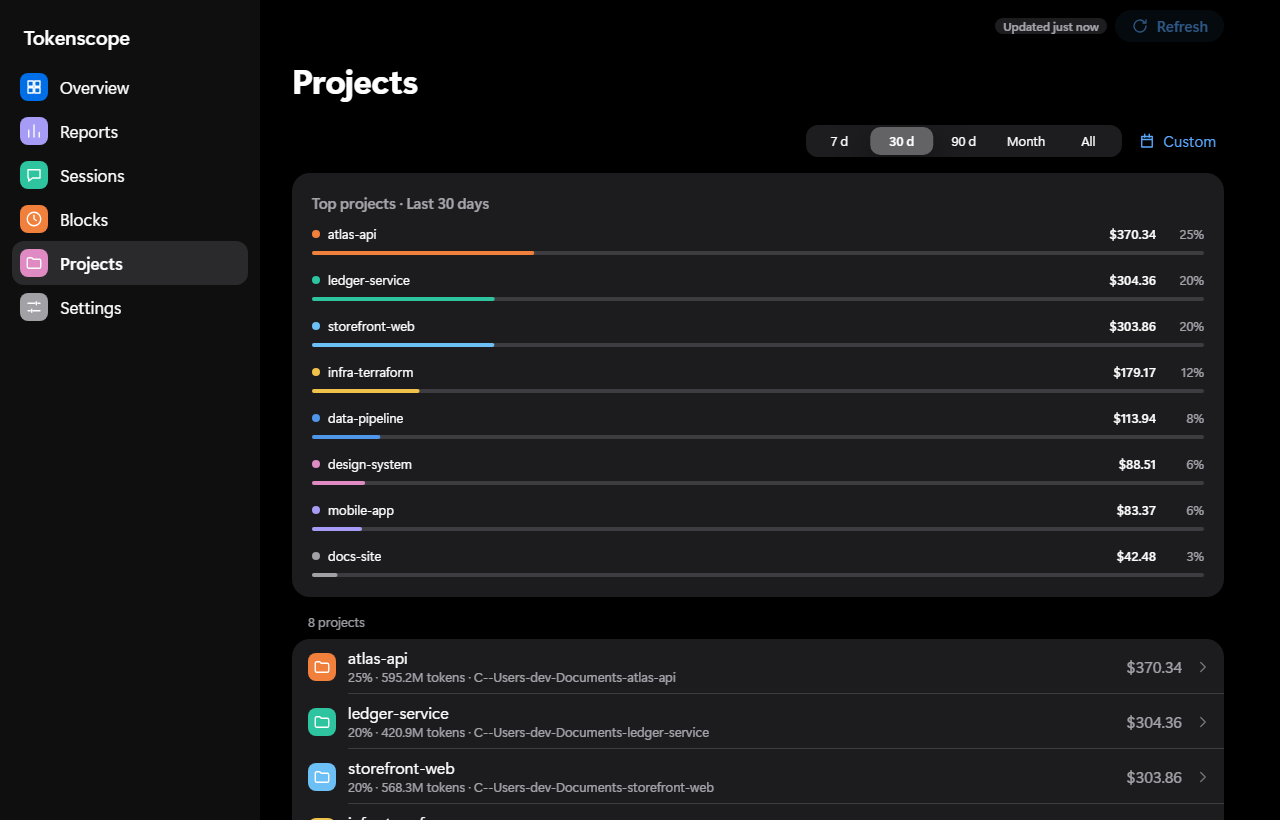 Tokenscope
Overview
Reports
Sessions
Blocks
Projects
Settings
Updated just now
Refresh
Projects
7 d
30 d
90 d
Month
All
Custom
Top projects · Last 30 days
atlas-api $370.34 25%
ledger-service $304.36 20%
storefront-web $303.86 20%
infra-terraform $179.17 12%
data-pipeline $113.94 8%
design-system $88.51 6%
mobile-app $83.37 6%
docs-site $42.48 3%
8 projects
atlas-api
25% · 595.2M tokens · C--Users-dev-Documents-atlas-api
$370.34
ledger-service
20% · 420.9M tokens · C--Users-dev-Documents-ledger-service
$304.36
storefront-web
20% · 568.3M tokens · C--Users-dev-Documents-storefront-web
$303.86